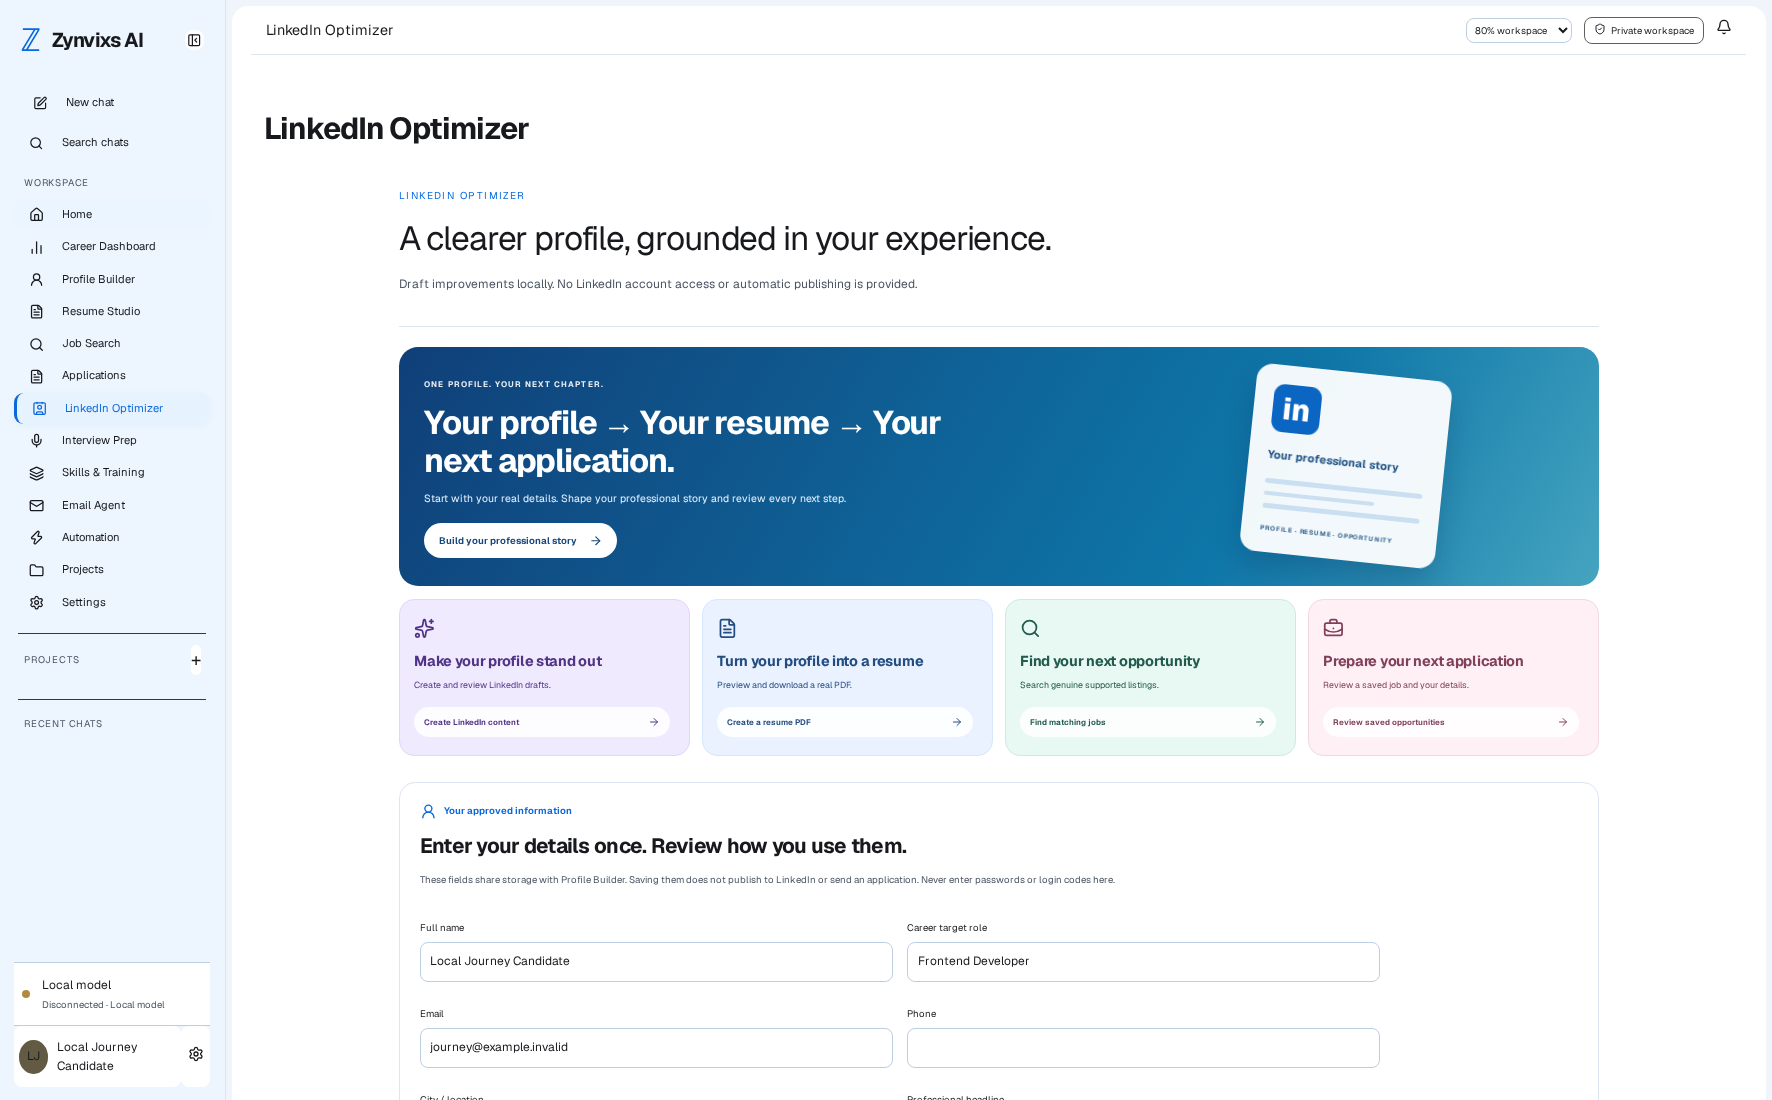 Zynvixs AI
New chat
Search chats
WORKSPACE
Home
Career Dashboard
Profile Builder
Resume Studio
Job Search
Applications
LinkedIn Optimizer
Interview Prep
Skills & Training
Email Agent
Automation
Projects
Settings
PROJECTS
RECENT CHATS
Local model
Disconnected · Local model
LJ
Local Journey
Candidate
LinkedIn Optimizer
80% workspace
Private workspace
LinkedIn Optimizer
LINKEDIN OPTIMIZER
A clearer profile, grounded in your experience.
Draft improvements locally. No LinkedIn account access or automatic publishing is provided.
ONE PROFILE. YOUR NEXT CHAPTER.
Your profile → Your resume → Your
next application.
Start with your real details. Shape your professional story and review every next step.
Build your professional story
in
Your professional story
PROFILE · RESUME · OPPORTUNITY
Make your profile stand out
Create and review LinkedIn drafts.
Create LinkedIn content
Turn your profile into a resume
Preview and download a real PDF.
Create a resume PDF
Find your next opportunity
Search genuine supported listings.
Find matching jobs
Prepare your next application
Review a saved job and your details.
Review saved opportunities
Your approved information
Enter your details once. Review how you use them.
These fields share storage with Profile Builder. Saving them does not publish to LinkedIn or send an application. Never enter passwords or login codes here.
Full name
Career target role
Local Journey Candidate
Frontend Developer
Email
Phone
journey@example.invalid
City / location
Professional headline